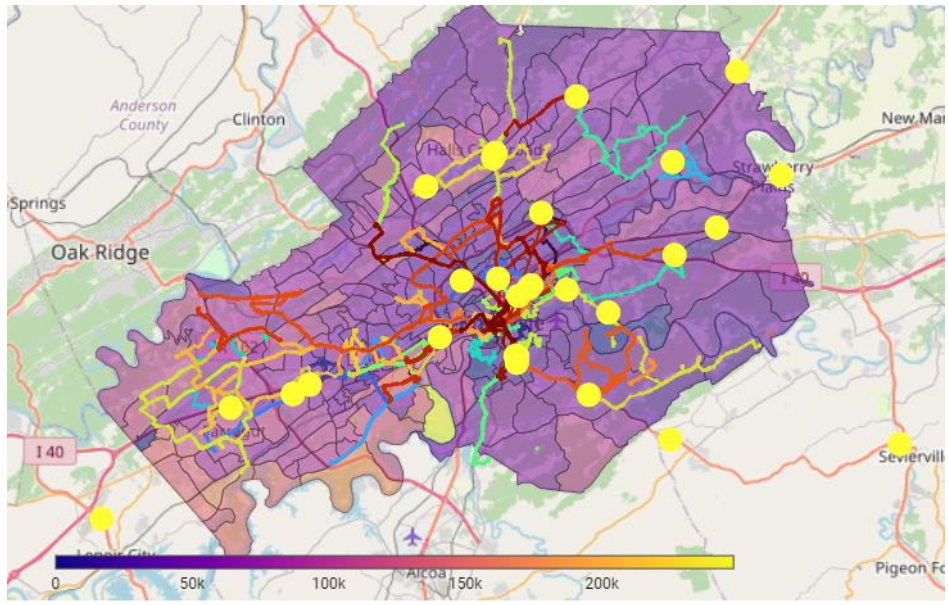 Anderson
County
Clinton
New Mar
Strawberry
Plains
Springs
Oak Ridge
I 40
I 40
Sevierville
Alcoa
Pigeon Fo
0
50k
100k
150k
200k